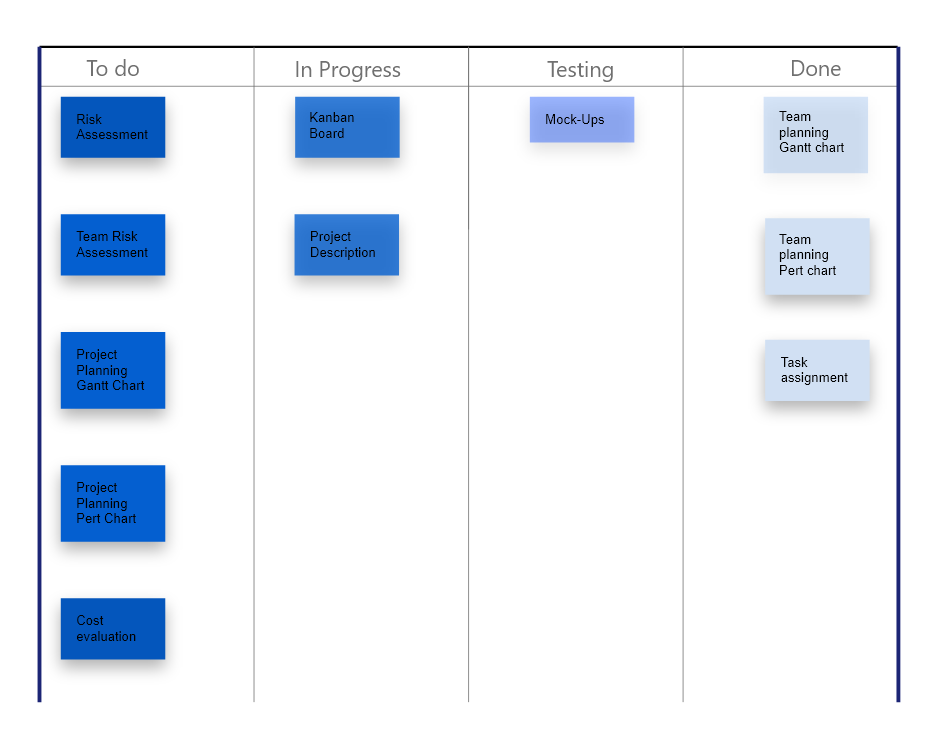 To do
In Progress
Testing
Done
Risk
Assessment
Team Risk
Assessment
Project
Planning
Gantt Chart
Project
Planning
Pert Chart
Cost
evaluation
Kanban
Board
Project
Description
Mock-Ups
Team
planning
Gantt chart
Team
planning
Pert chart
Task
assignment